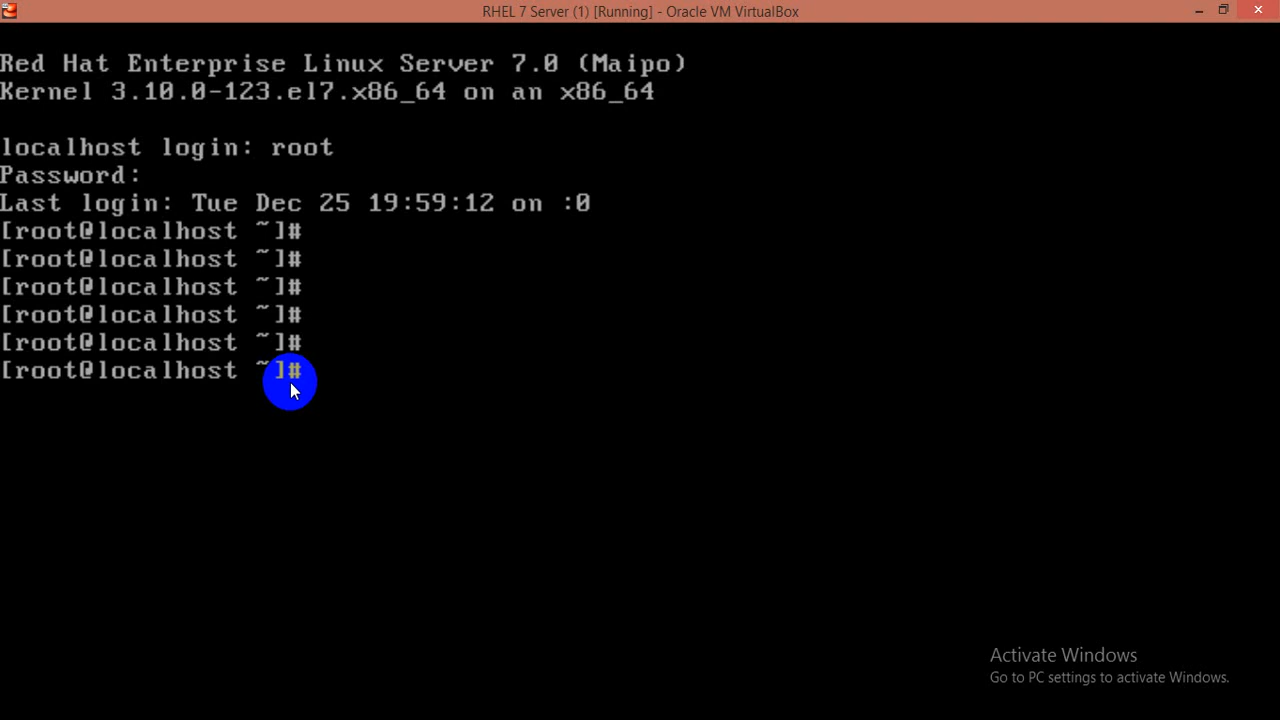 RHEL 7 Server (1) [Running] - Oracle VM VirtualBox
Red Hat Enterprise Linux Server 7.0 (Maipo)
Kernel 3.10.0-123.el7.x86_64 on an x86_64
localhost login: root
Password:
Last login: Tue Dec 25 19:59:12 on :0
[root@localhost ~]#
[root@localhost ~]#
[root@localhost ~]#
[root@localhost ~]#
[root@localhost ~]#
[root@localhost ~]#
Activate Windows
Go to PC settings to activate Windows.